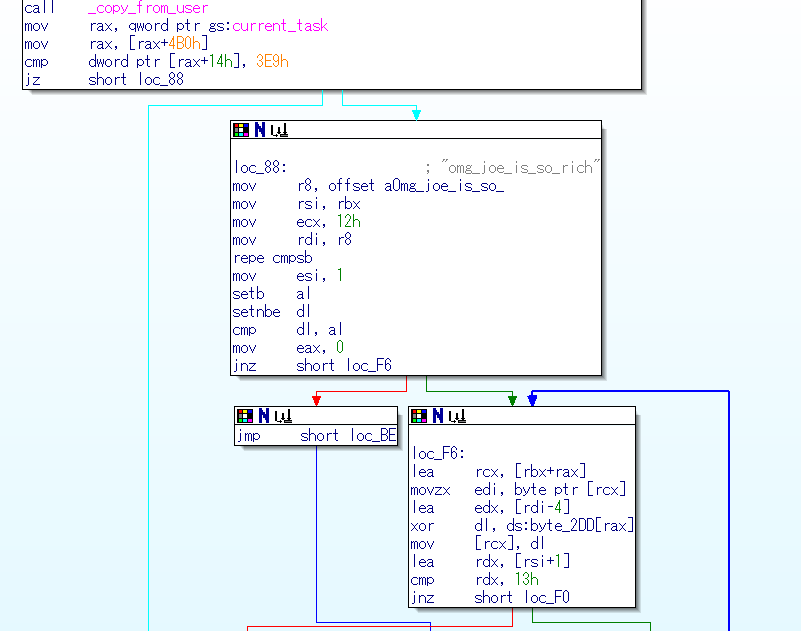 call _copy_from_user
mov rax, qword ptr gs:current_task
mov rax, [rax+4B0h]
cmp dword ptr [rax+14h], 3E9h
jz short loc_88
loc_88: ; "omg_joe_is_so_rich"
mov r8, offset aOmg_joe_is_so_
mov rsi, rbx
mov ecx, 12h
mov rdi, r8
repe cmpsb
mov esi, 1
setb al
setnbe dl
cmp dl, al
mov eax, 0
jnz short loc_F6
jmp short loc_BE
loc_F6:
lea rcx, [rbx+rax]
movzx edi, byte ptr [rcx]
lea edx, [rdi-4]
xor dl, ds:byte_2DD[rax]
mov [rcx], dl
lea rdx, [rsi+1]
cmp rdx, 13h
jnz short loc_F0